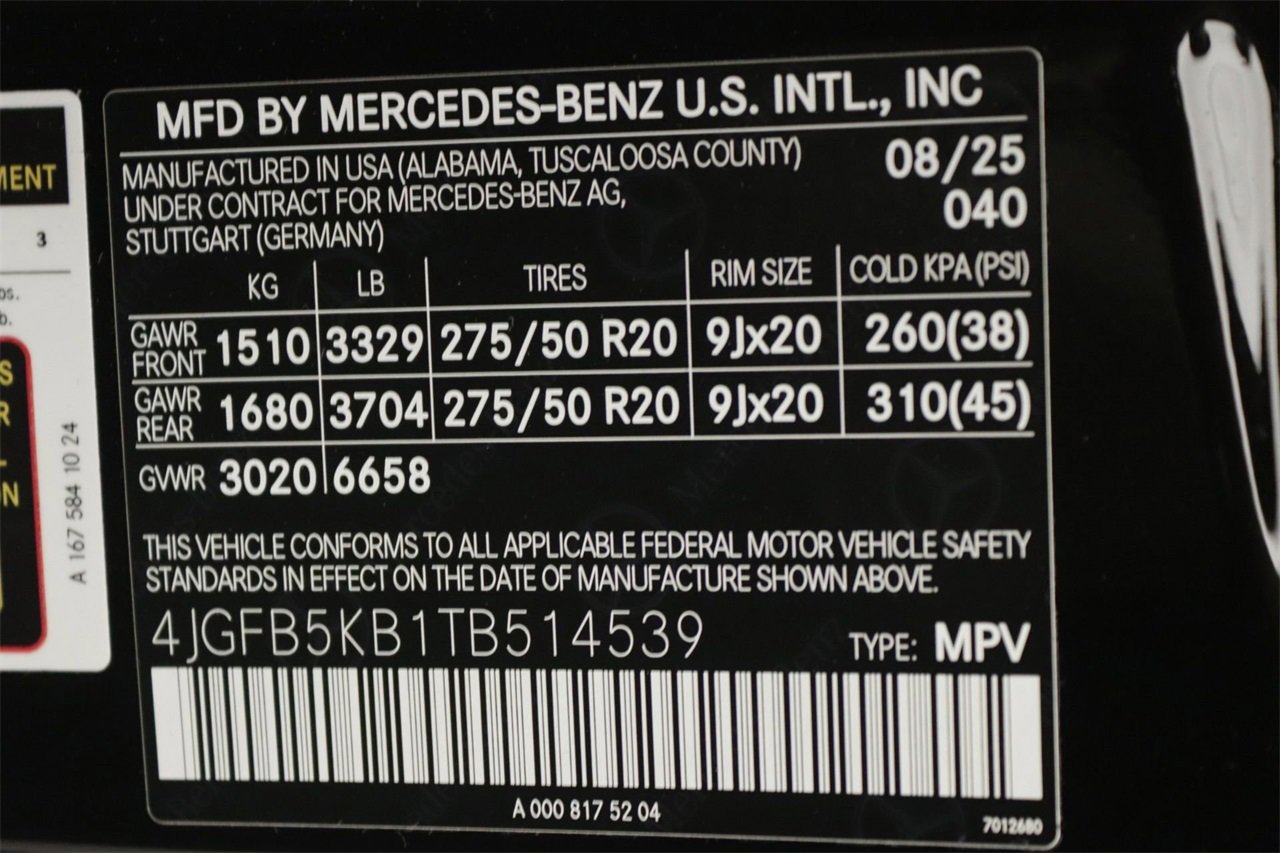 MFD BY MERCEDES-BENZ U.S. INTL., INC
MANUFACTURED IN USA (ALABAMA, TUSCALOOSA COUNTY)
UNDER CONTRACT FOR MERCEDES-BENZ AG,
STUTTGART (GERMANY)
08/25
040
KG LB TIRES RIM SIZE COLD KPA (PSI)
GAWR FRONT 1510 3329 275/50 R20 9Jx20 260(38)
GAWR REAR 1680 3704 275/50 R20 9Jx20 310(45)
GVWR 3020 6658
THIS VEHICLE CONFORMS TO ALL APPLICABLE FEDERAL MOTOR VEHICLE SAFETY
STANDARDS IN EFFECT ON THE DATE OF MANUFACTURE SHOWN ABOVE.
4JGFB5KB1TB514539 TYPE: MPV
A 000 817 52 04
7012680
3
A 167 584 10 24